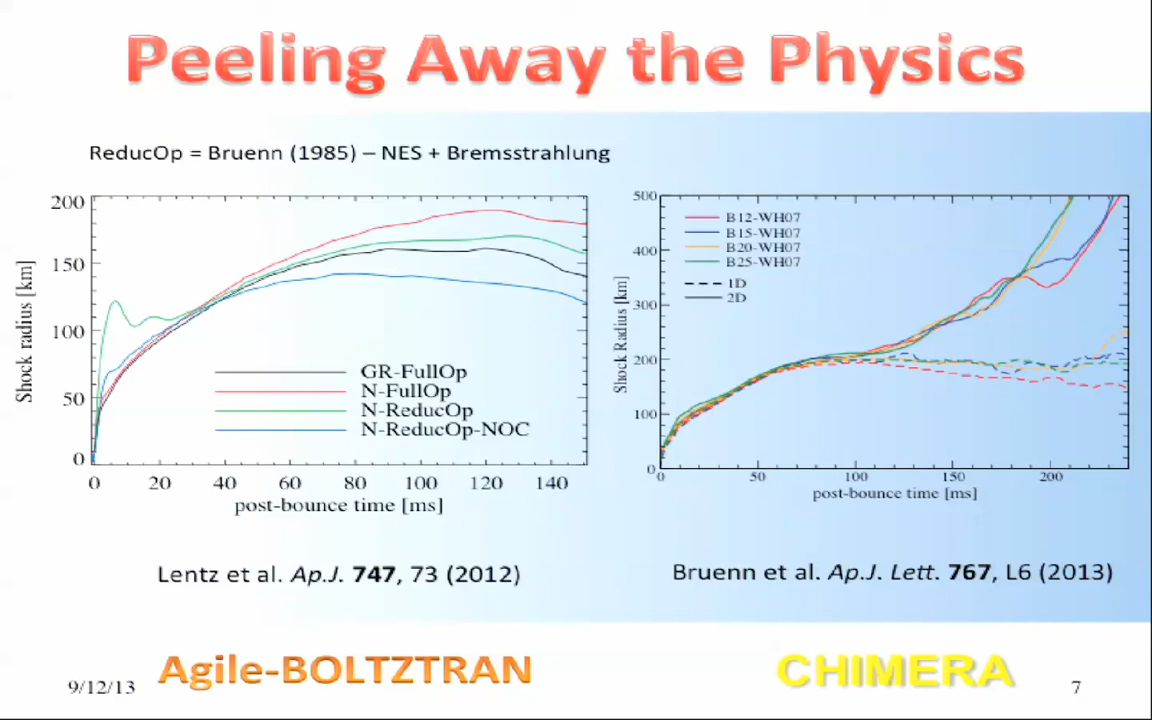 Peeling Away the Physics
ReducOp = Bruenn (1985) – NES + Bremsstrahlung
200
150
100
50
0
Shock radius [km]
GR-FullOp
N-FullOp
N-ReducOp
N-ReducOp-NOC
0 20 40 60 80 100 120 140
post-bounce time [ms]
500
400
300
200
100
0
Shock Radius [km]
B12-WH07
B15-WH07
B20-WH07
B25-WH07
1D
2D
0 50 100 150 200
post-bounce time [ms]
Lentz et al. Ap.J. 747, 73 (2012)
Bruenn et al. Ap.J. Lett. 767, L6 (2013)
Agile-BOLTZTRAN
CHIMERA
9/12/13
7